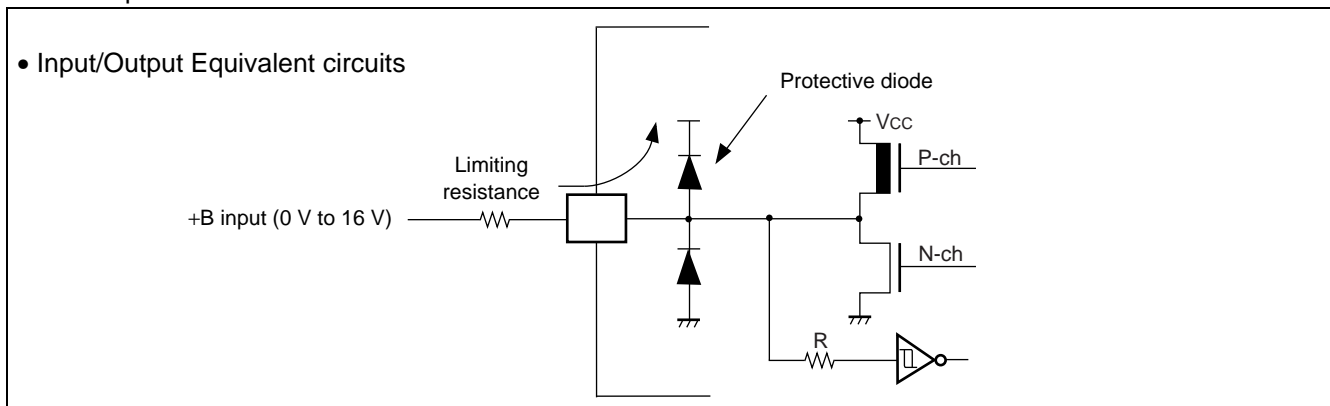 • Input/Output Equivalent circuits
Protective diode
VCC
Limiting
resistance
P-ch
+B input (0 V to 16 V)
N-ch
R